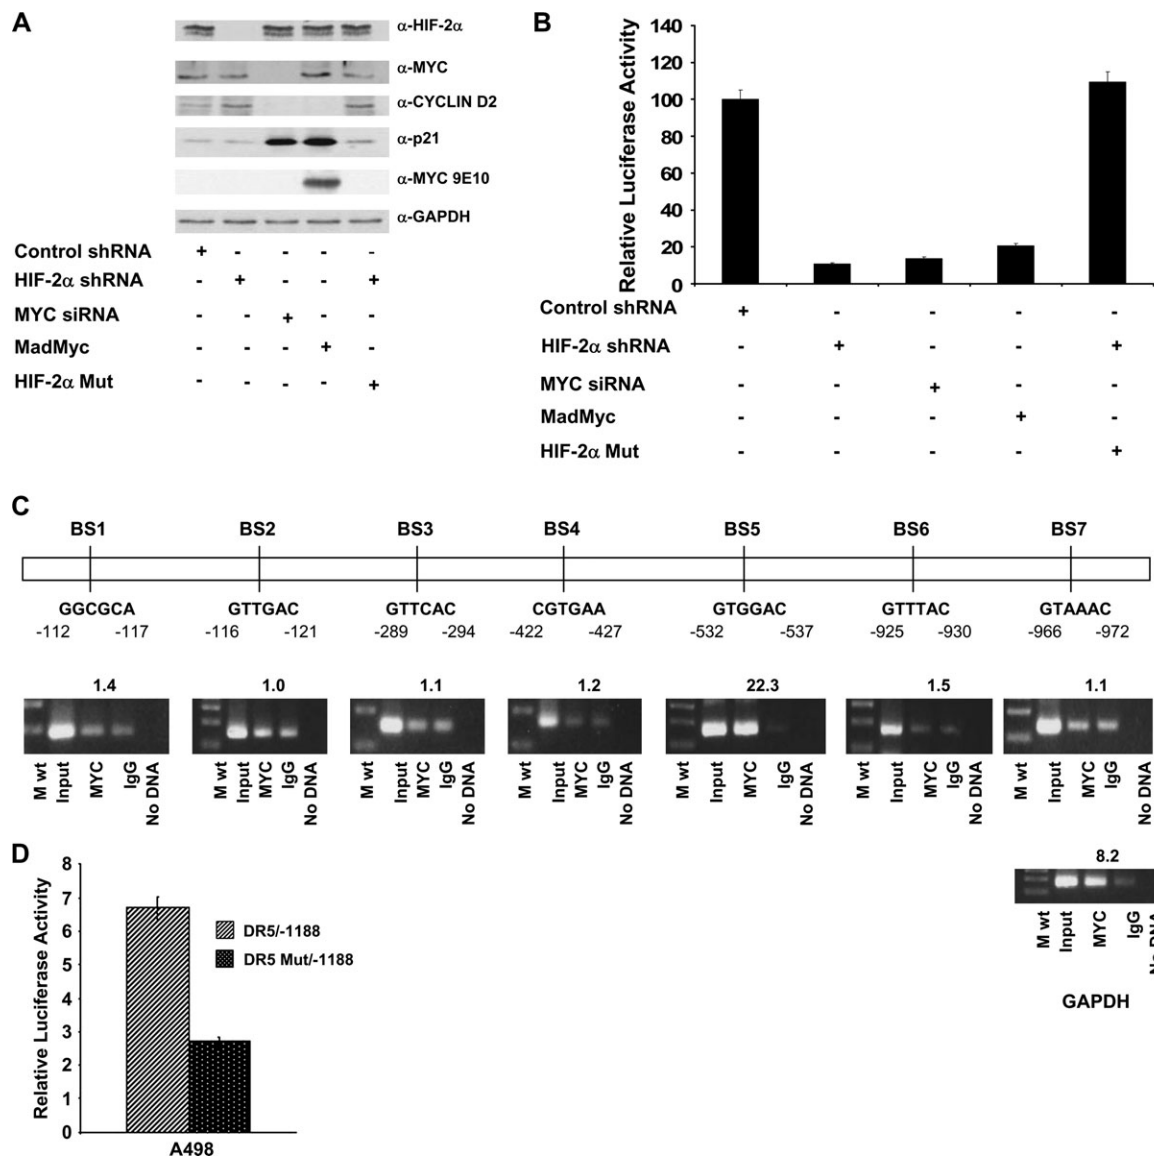 A
α-HIF-2α
α-MYC
α-CYCLIN D2
α-p21
α-MYC 9E10
α-GAPDH
Control shRNA + - - - -
HIF-2α shRNA - + - - +
MYC siRNA - - + - -
MadMyc - - - + -
HIF-2α Mut - - - - +
B
Relative Luciferase Activity
140
120
100
80
60
40
20
0
Control shRNA + - - - -
HIF-2α shRNA - + - - +
MYC siRNA - - + - -
MadMyc - - - + -
HIF-2α Mut - - - - +
C
BS1 BS2 BS3 BS4 BS5 BS6 BS7
GGCGCA GTTGAC GTTCAC CGTGAA GTGGAC GTTTAC GTAAAC
-112 -117 -116 -121 -289 -294 -422 -427 -532 -537 -925 -930 -966 -972
1.4 1.0 1.1 1.2 22.3 1.5 1.1
M wt Input MYC IgG No DNA
M wt Input MYC IgG No DNA
M wt Input MYC IgG No DNA
M wt Input MYC IgG No DNA
M wt Input MYC IgG No DNA
M wt Input MYC IgG No DNA
M wt Input MYC IgG No DNA
8.2
M wt Input MYC IgG No DNA
GAPDH
D
Relative Luciferase Activity
8
7
6
5
4
3
2
1
0
DR5/-1188
DR5 Mut/-1188
A498